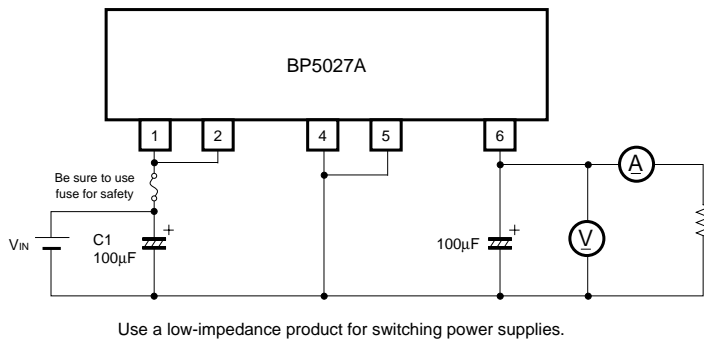 BP5027A
1 2 4 5 6
Be sure to use
fuse for safety
A
VIN
C1
100μF
+
100μF
+
V
Use a low-impedance product for switching power supplies.